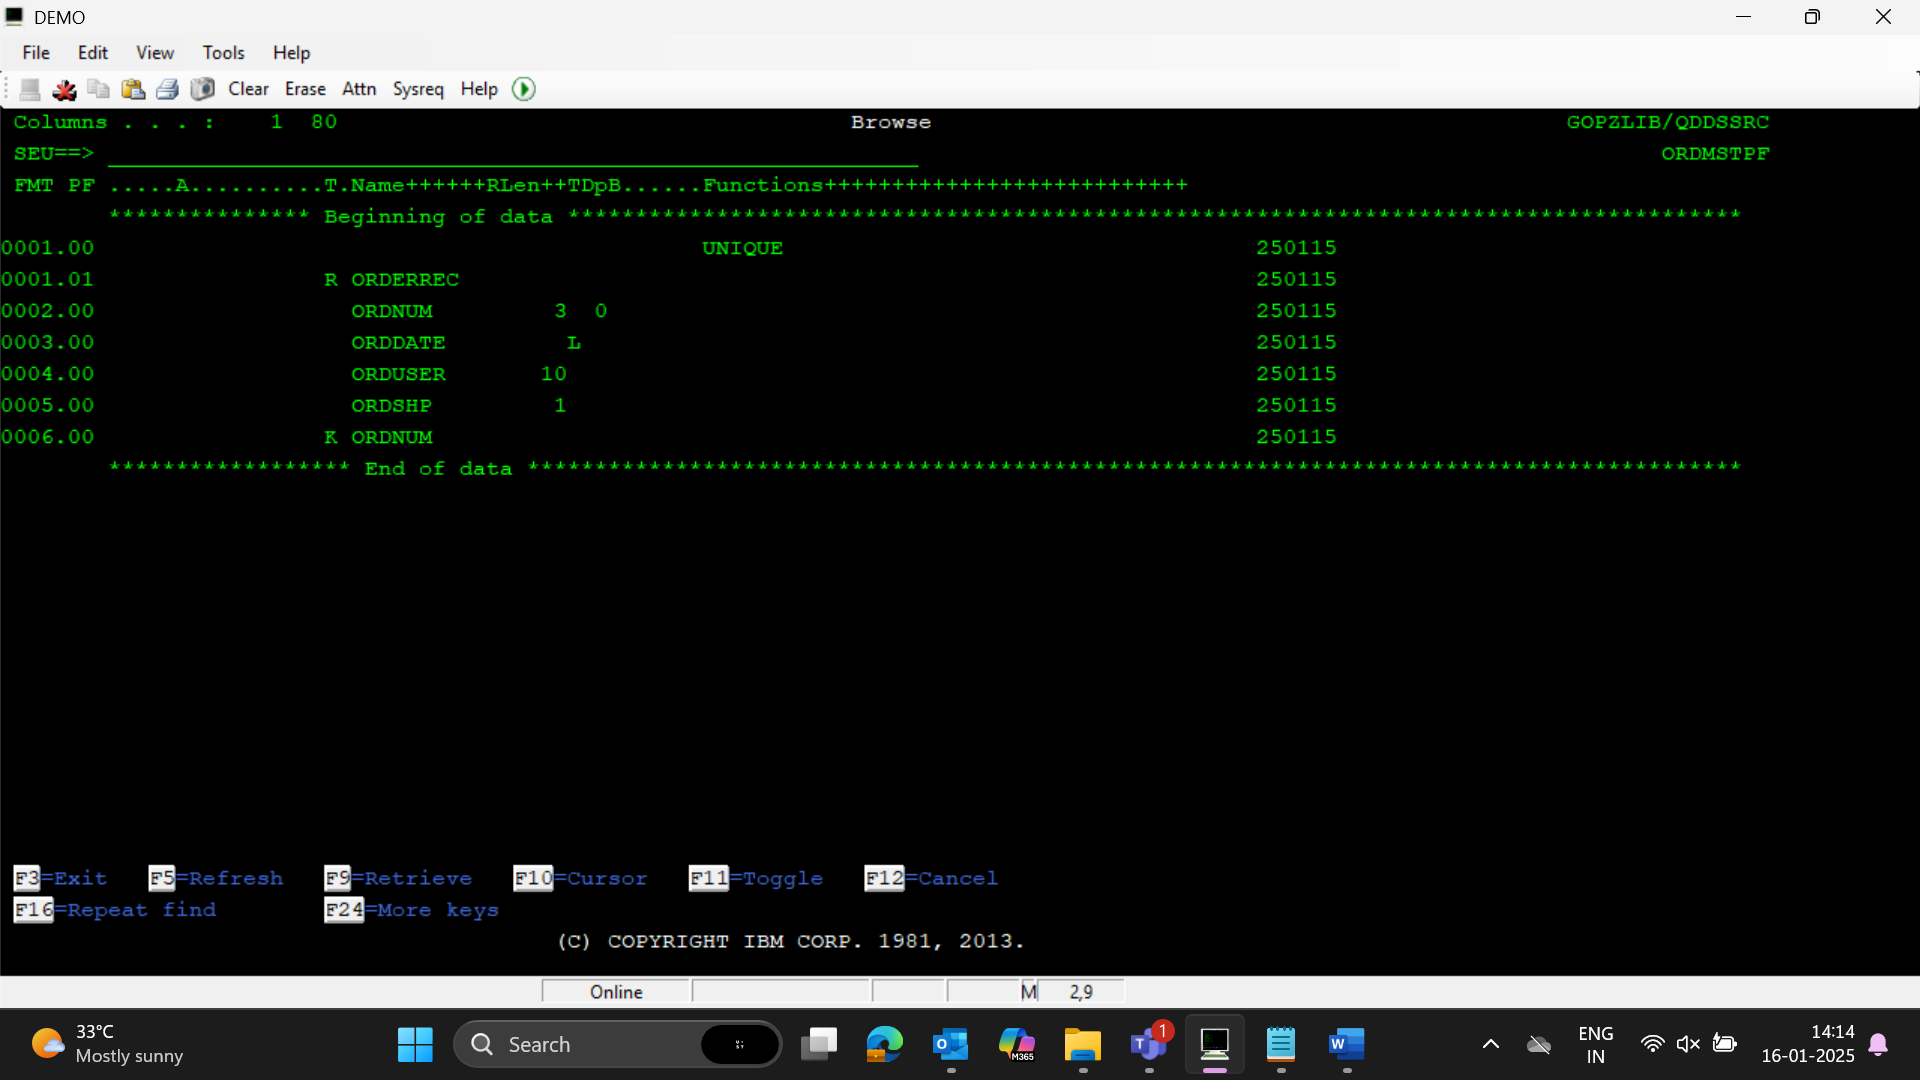 DEMO
File Edit View Tools Help
Clear Erase Attn Sysreq Help
Columns . . . : 1 80 Browse GOPZLIB/QDDSSRC
SEU==> ORDMSTPF
FMT PF .....A..........T.Name++++++RLen++TDpB......Functions+++++++++++++++++++++++++++
*************** Beginning of data ***************************************************************************************
0001.00 UNIQUE 250115
0001.01 R ORDERREC 250115
0002.00 ORDNUM 3 0 250115
0003.00 ORDDATE L 250115
0004.00 ORDUSER 10 250115
0005.00 ORDSHP 1 250115
0006.00 K ORDNUM 250115
****************** End of data ******************************************************************************************
F3=Exit F5=Refresh F9=Retrieve F10=Cursor F11=Toggle F12=Cancel
F16=Repeat find F24=More keys
(C) COPYRIGHT IBM CORP. 1981, 2013.
Online M 2,9
33°C
Mostly sunny
Search
M365
1
ENG
IN
14:14
16-01-2025